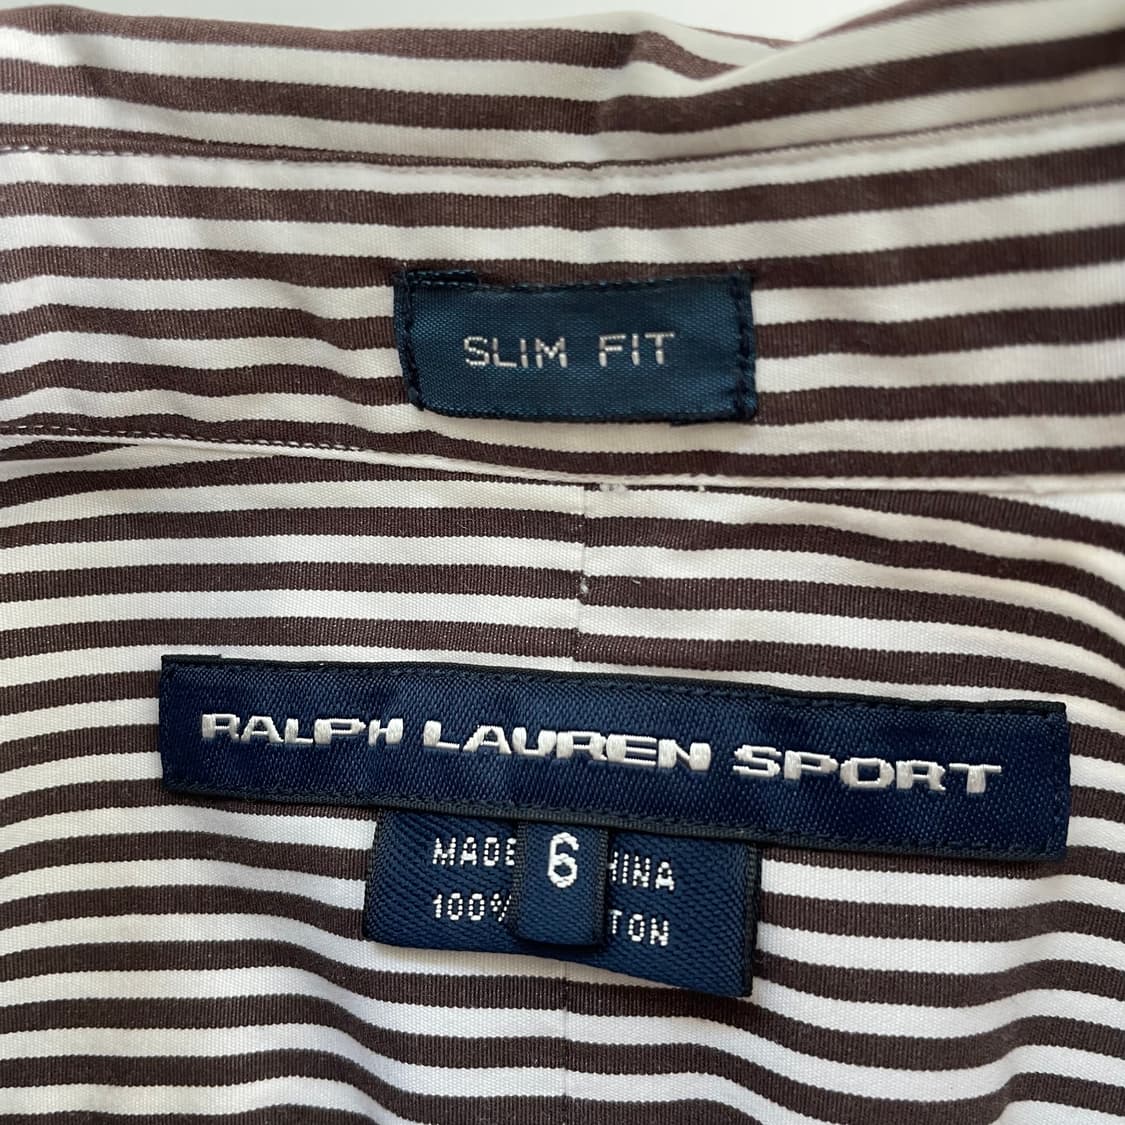 SLIM FIT
RALPH LAUREN SPORT
6
MADE HINA
100% TON